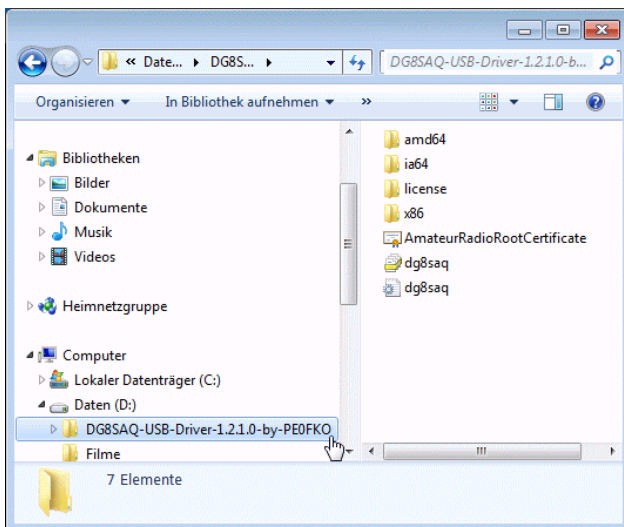 « Date... ▸ DG8S... ▸
DG8SAQ-USB-Driver-1.2.1.0-b...
Organisieren In Bibliothek aufnehmen »
Bibliotheken
Bilder
Dokumente
Musik
Videos
Heimnetzgruppe
Computer
Lokaler Datenträger (C:)
Daten (D:)
DG8SAQ-USB-Driver-1.2.1.0-by-PE0FKO
Filme
amd64
ia64
license
x86
AmateurRadioRootCertificate
dg8saq
dg8saq
7 Elemente